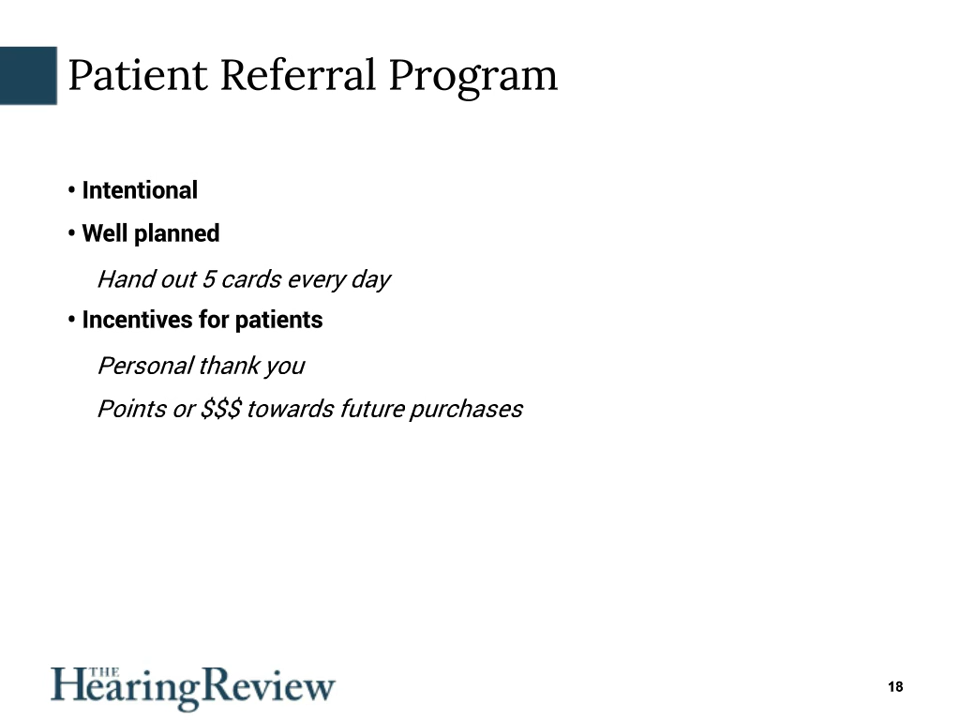 Patient Referral Program
• Intentional
• Well planned
Hand out 5 cards every day
• Incentives for patients
Personal thank you
Points or $$$ towards future purchases
THE
HearingReview
18